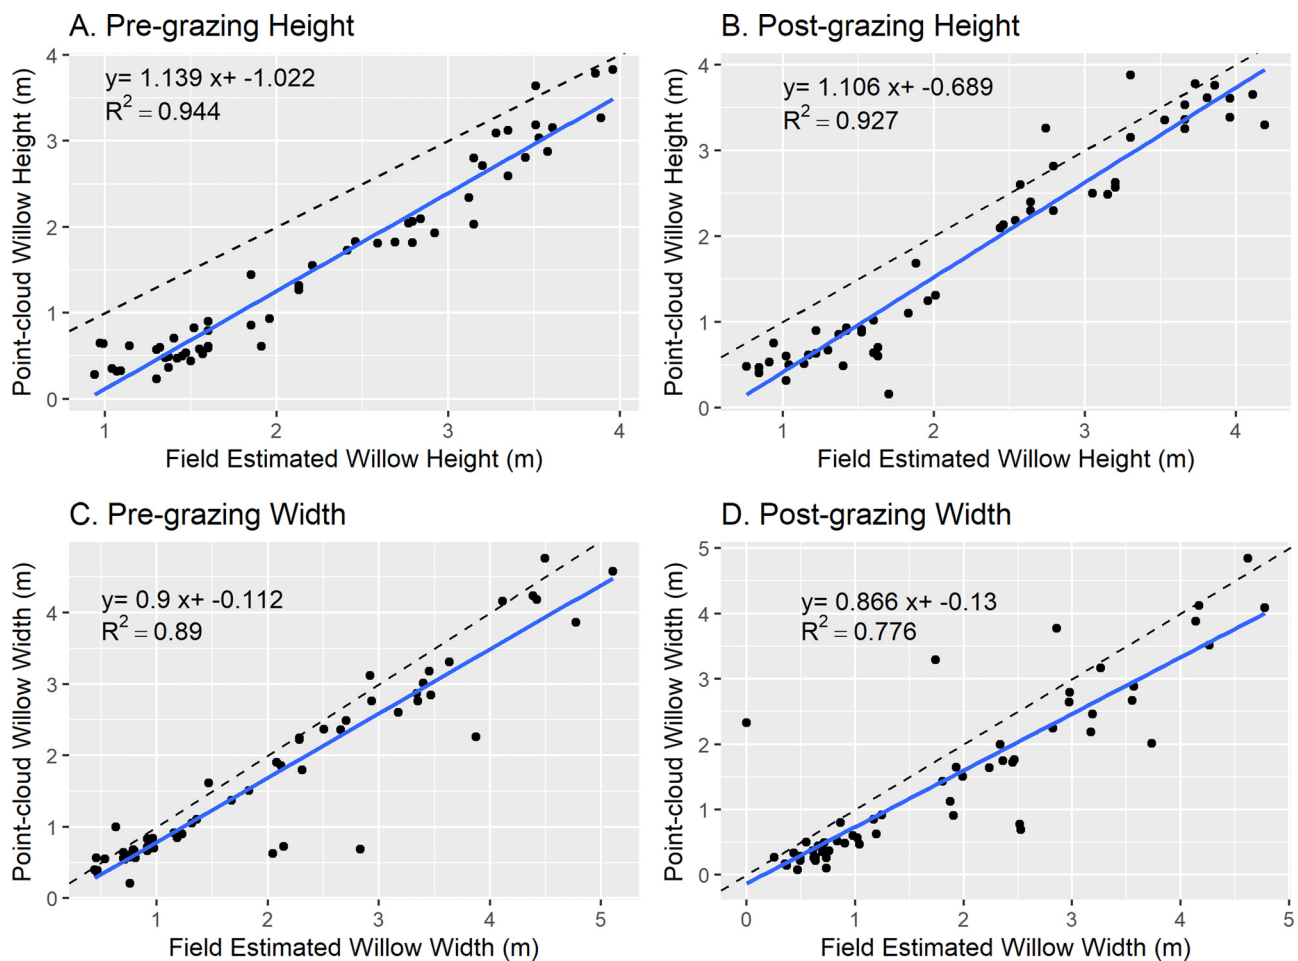 A. Pre-grazing Height
y= 1.139 x+ -1.022
R2 = 0.944
Point-cloud Willow Height (m)
4
3
2
1
0
1 2 3 4
Field Estimated Willow Height (m)
B. Post-grazing Height
y= 1.106 x+ -0.689
R2 = 0.927
Point-cloud Willow Height (m)
4
3
2
1
0
1 2 3 4
Field Estimated Willow Height (m)
C. Pre-grazing Width
y= 0.9 x+ -0.112
R2 = 0.89
Point-cloud Willow Width (m)
4
3
2
1
0
1 2 3 4 5
Field Estimated Willow Width (m)
D. Post-grazing Width
y= 0.866 x+ -0.13
R2 = 0.776
Point-cloud Willow Width (m)
5
4
3
2
1
0
0 1 2 3 4 5
Field Estimated Willow Width (m)